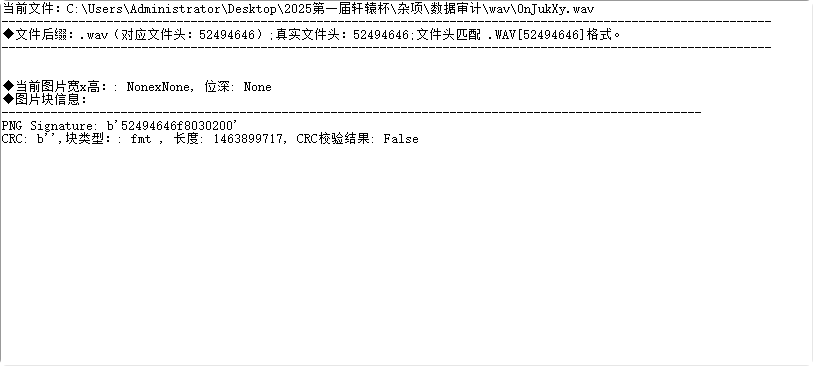 当前文件：C:\Users\Administrator\Desktop\2025第一届轩辕杯\杂项\数据审计\wav\OnJukXy.wav
--------------------------------------------------------------------------------------------------------------
◆文件后缀：.wav（对应文件头：52494646）;真实文件头：52494646;文件头匹配 .WAV[52494646]格式。
--------------------------------------------------------------------------------------------------------------
◆当前图片宽x高：: NonexNone, 位深: None
◆图片块信息：
----------------------------------------------------------------------------------------------------
PNG Signature: b'52494646f8030200'
CRC: b'',块类型：: fmt , 长度: 1463899717, CRC校验结果: False